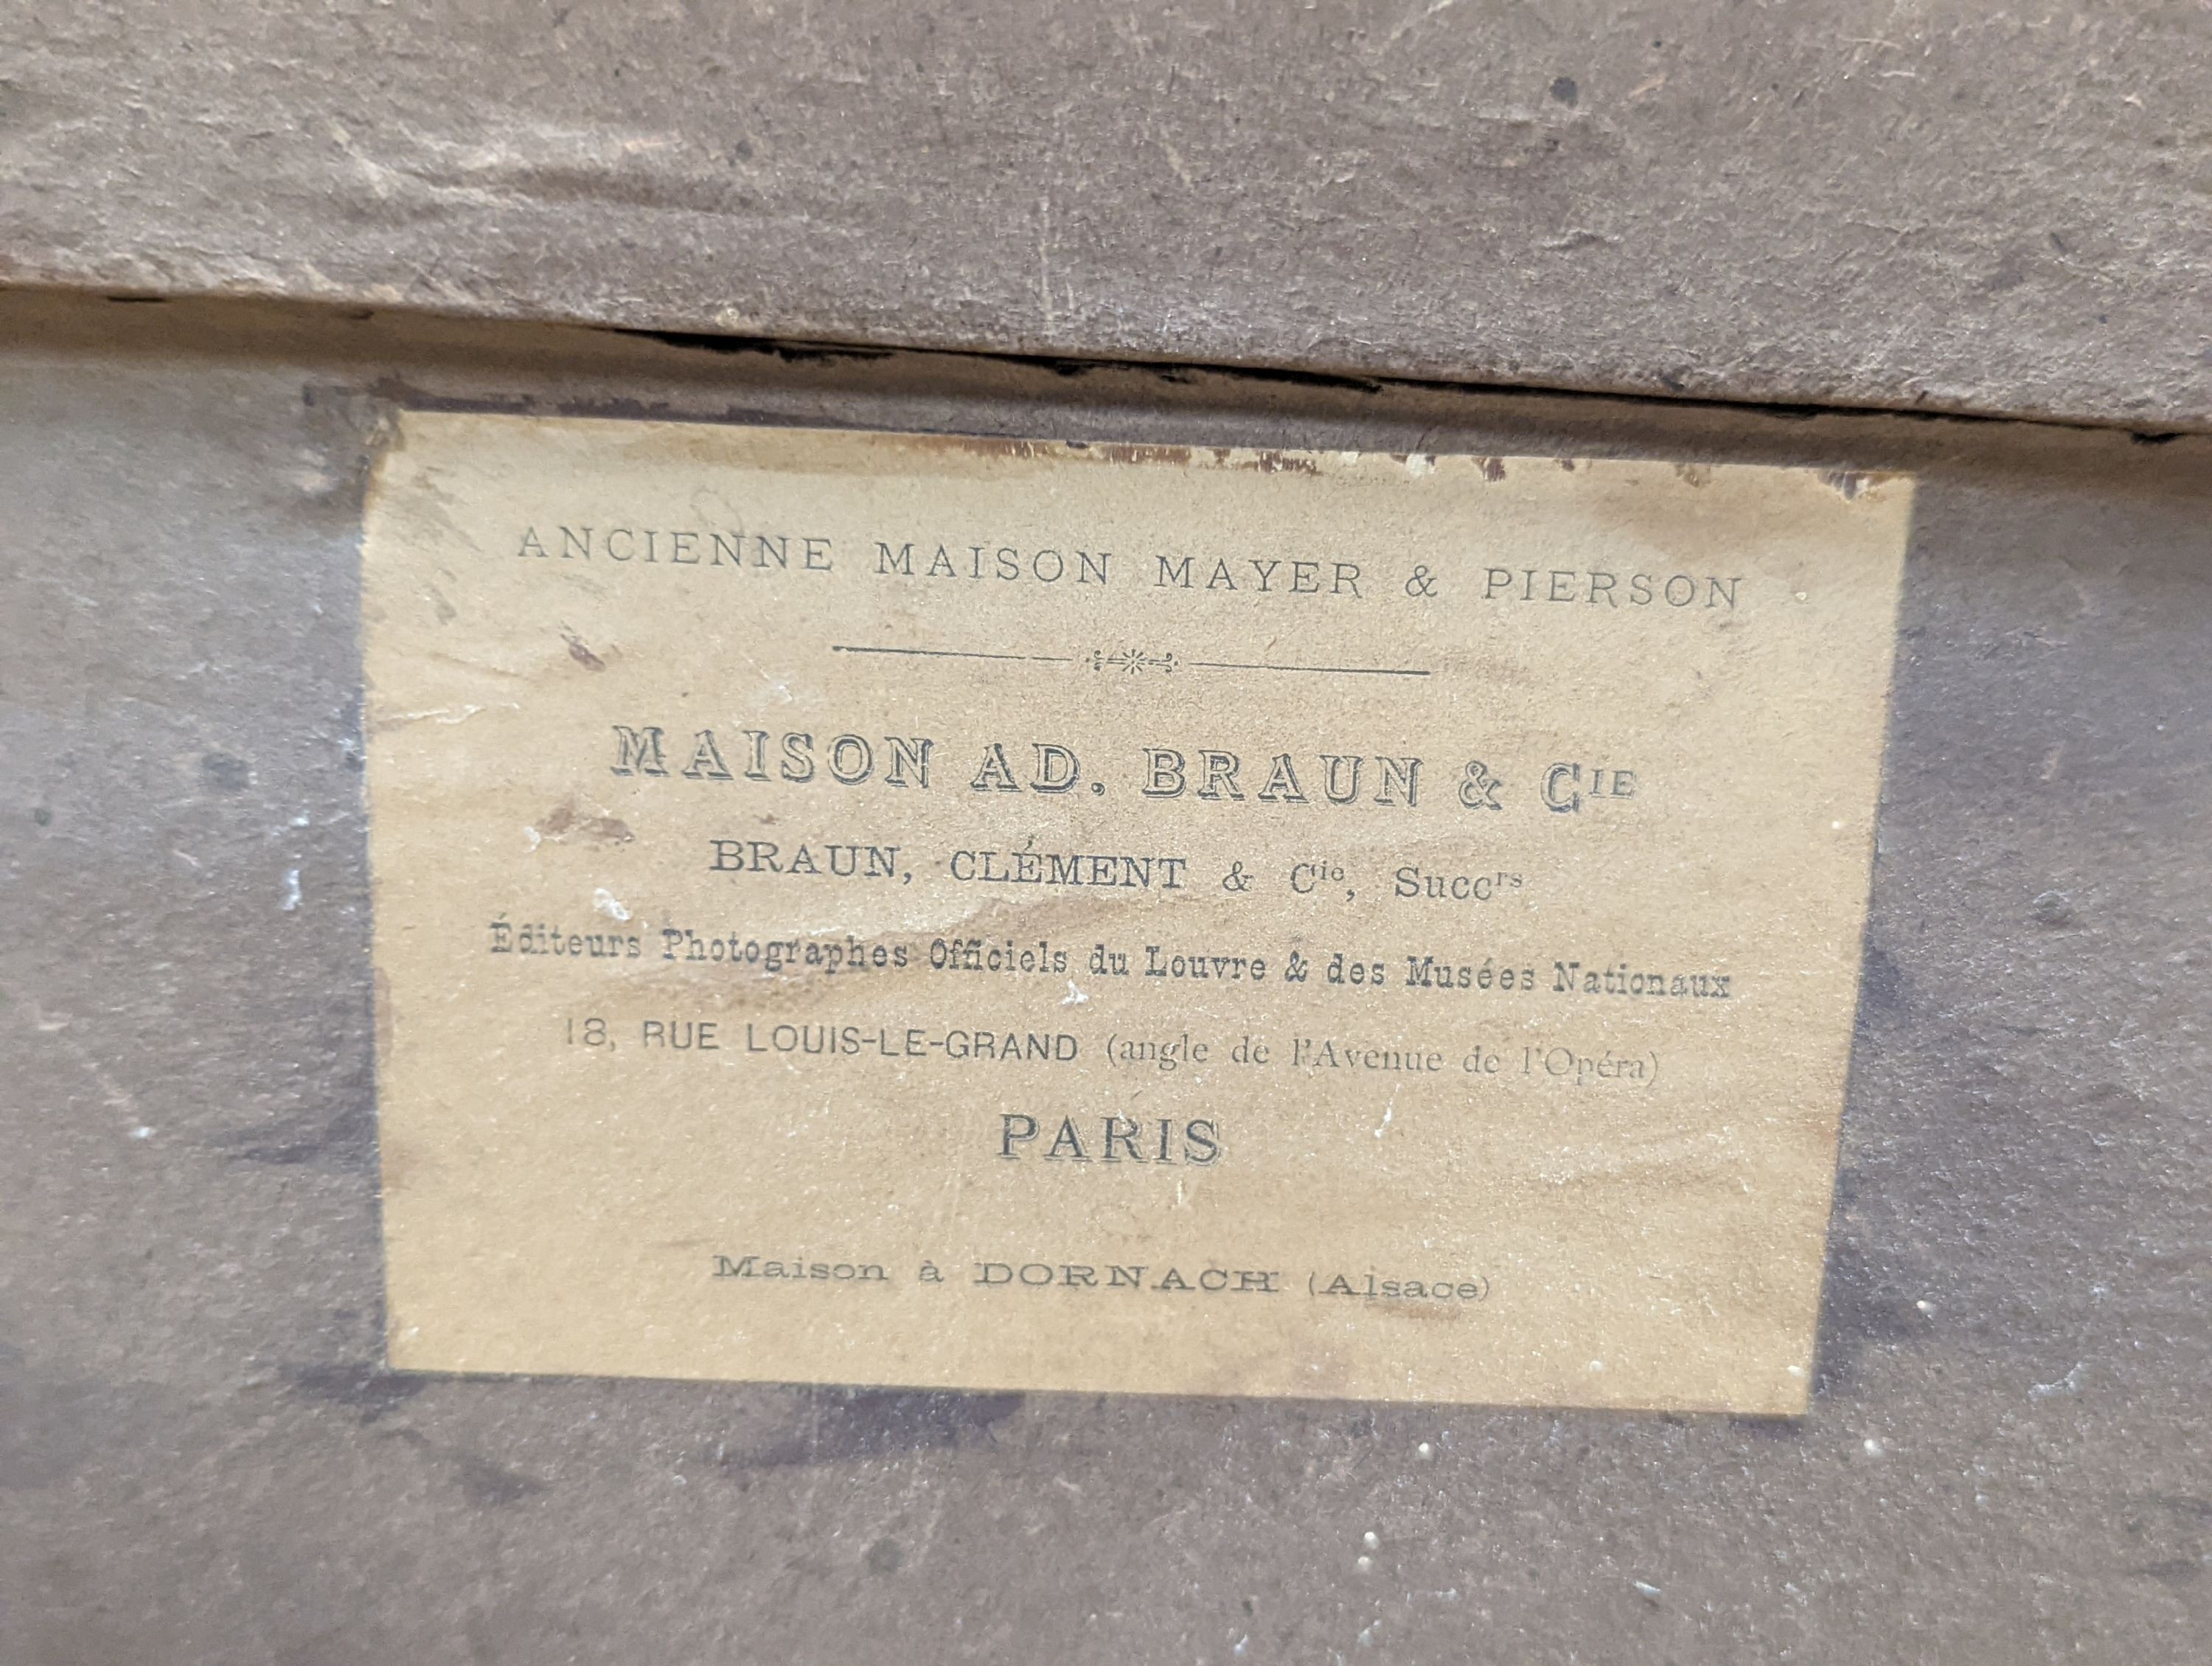 ANCIENNE MAISON MAYER & PIERSON
MAISON AD. BRAUN & CIE
BRAUN, CLÉMENT & Cie, Succrs
Éditeurs Photographes Officiels du Louvre & des Musées Nationaux
18, RUE LOUIS-LE-GRAND (angle de l'Avenue de l'Opéra)
PARIS
Maison à DORNACH (Alsace)